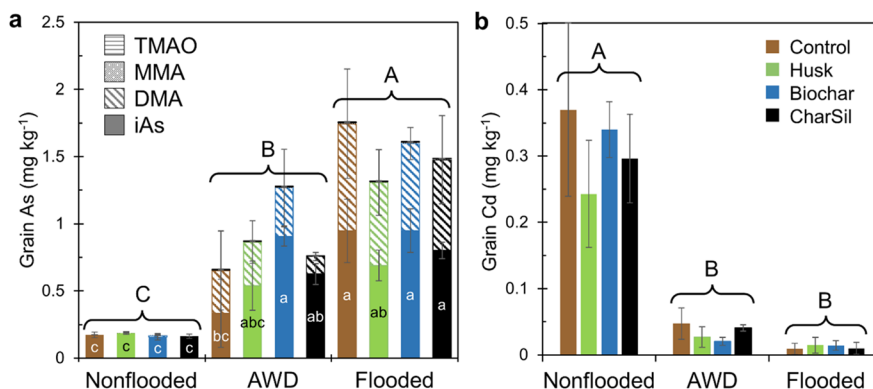 a
Grain As (mg kg⁻¹)
2.5
2
1.5
1
0.5
0
TMAO
MMA
DMA
iAs
C
B
A
c
c
c
c
bc
abc
a
ab
a
ab
a
a
Nonflooded
AWD
Flooded
b
Grain Cd (mg kg⁻¹)
0.5
0.4
0.3
0.2
0.1
0
Control
Husk
Biochar
CharSil
A
B
B
Nonflooded
AWD
Flooded